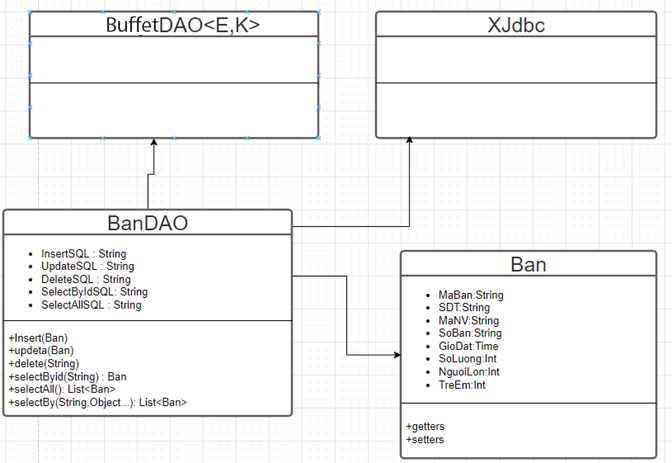 BuffetDAO<E,K>
XJdbc
BanDAO
InsertSQL : String
UpdateSQL : String
DeleteSQL : String
SelectByIdSQL: String
SelectAllSQL : String
+Insert(Ban)
+updeta(Ban)
+delete(String)
+selectByid(String) : Ban
+selectAll(): List<Ban>
+selectBy(String,Object...): List<Ban>
Ban
MaBan:String
SDT:String
MaNV:String
SoBan:String
GioDat:Time
SoLuong:Int
NguoiLon:Int
TreEm:Int
+getters
+setters